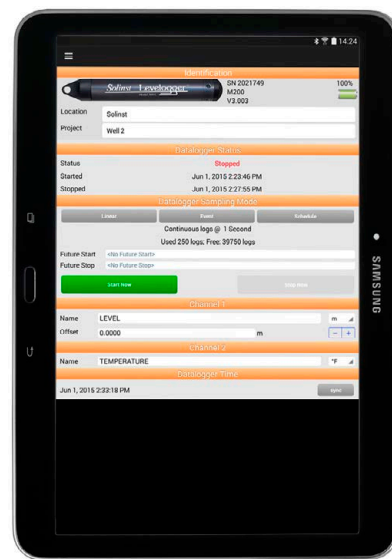 14:24
Identification
Solinst Levelogger
SN 2021749
100%
M200
V3.003
Location
Solinst
Project
Well 2
Datalogger Status
Status
Stopped
Started
Jun 1, 2015 2:23:46 PM
Stopped
Jun 1, 2015 2:27:55 PM
Datalogger Sampling Mode
Linear
Event
Schedule
Continuous logs @ 1 Second
Used 250 logs; Free: 39750 logs
Future Start
<No Future Start>
Future Stop
<No Future Stop>
Start Now
Stop Now
Channel 1
Name
LEVEL
m
Offset
0.0000
m
- +
Channel 2
Name
TEMPERATURE
°F
Datalogger Time
Jun 1, 2015 2:33:18 PM
sync
SAMSUNG